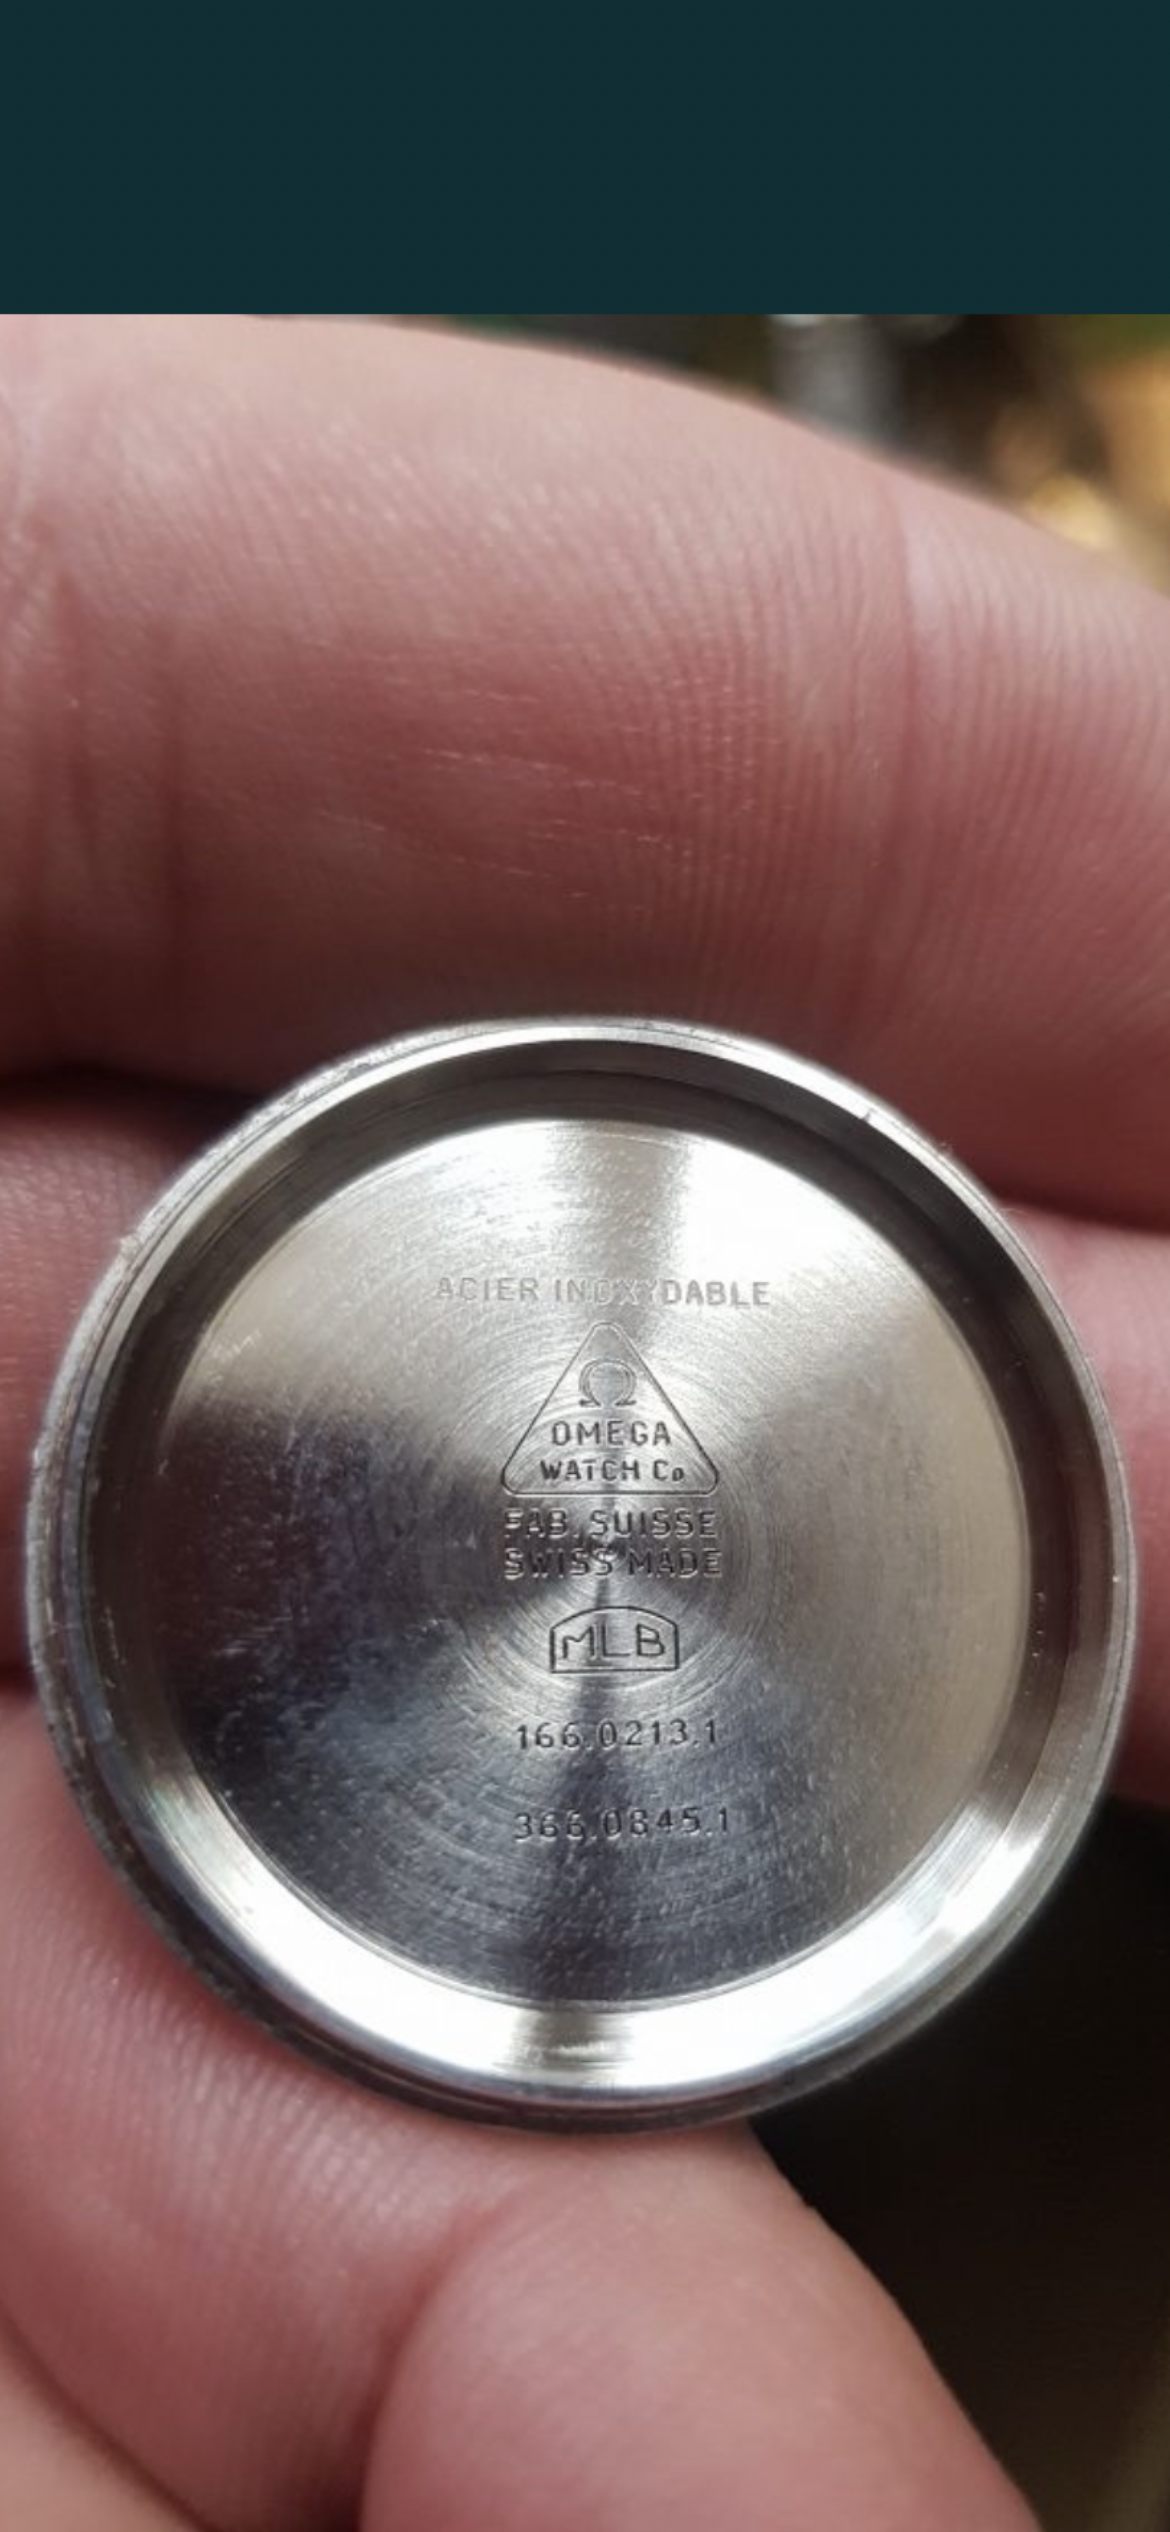 ACIER INOXYDABLE
Ω
OMEGA
WATCH Co
FAB. SUISSE
SWISS MADE
MLB
166.0213.1
366.0845.1